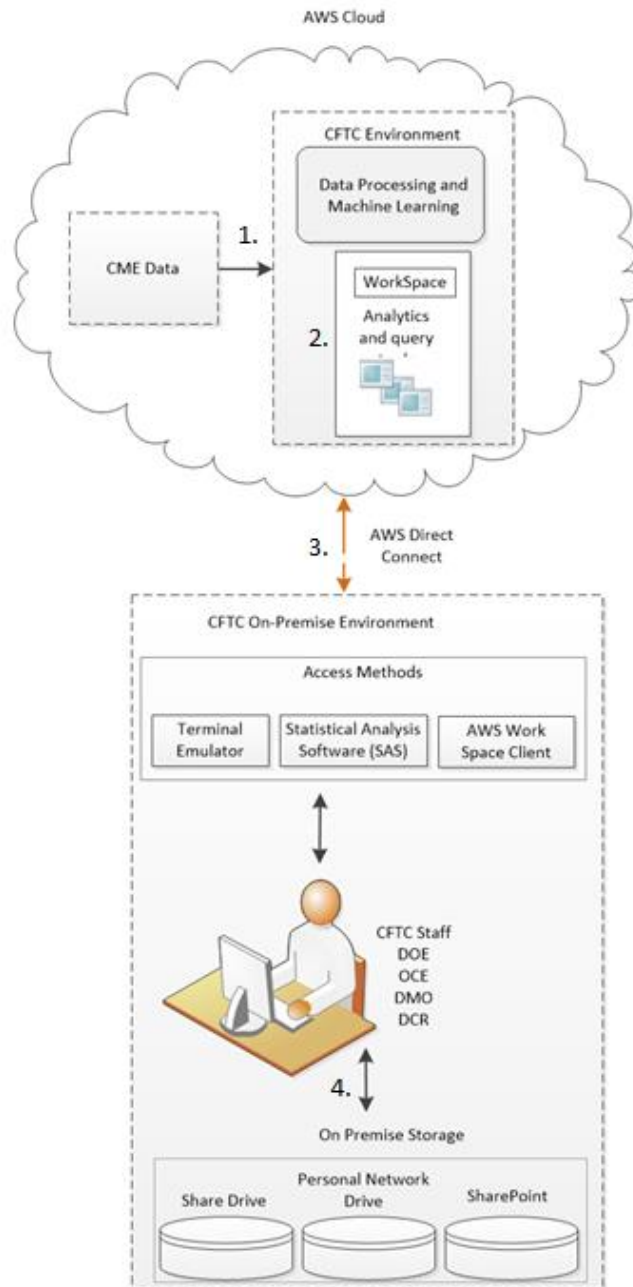 AWS Cloud
CFTC Environment
Data Processing and
Machine Learning
1.
CME Data
WorkSpace
2.
Analytics
and query
3.
AWS Direct
Connect
CFTC On-Premise Environment
Access Methods
Terminal
Emulator
Statistical Analysis
Software (SAS)
AWS Work
Space Client
CFTC Staff
DOE
OCE
DMO
DCR
4.
On Premise Storage
Share Drive
Personal Network
Drive
SharePoint